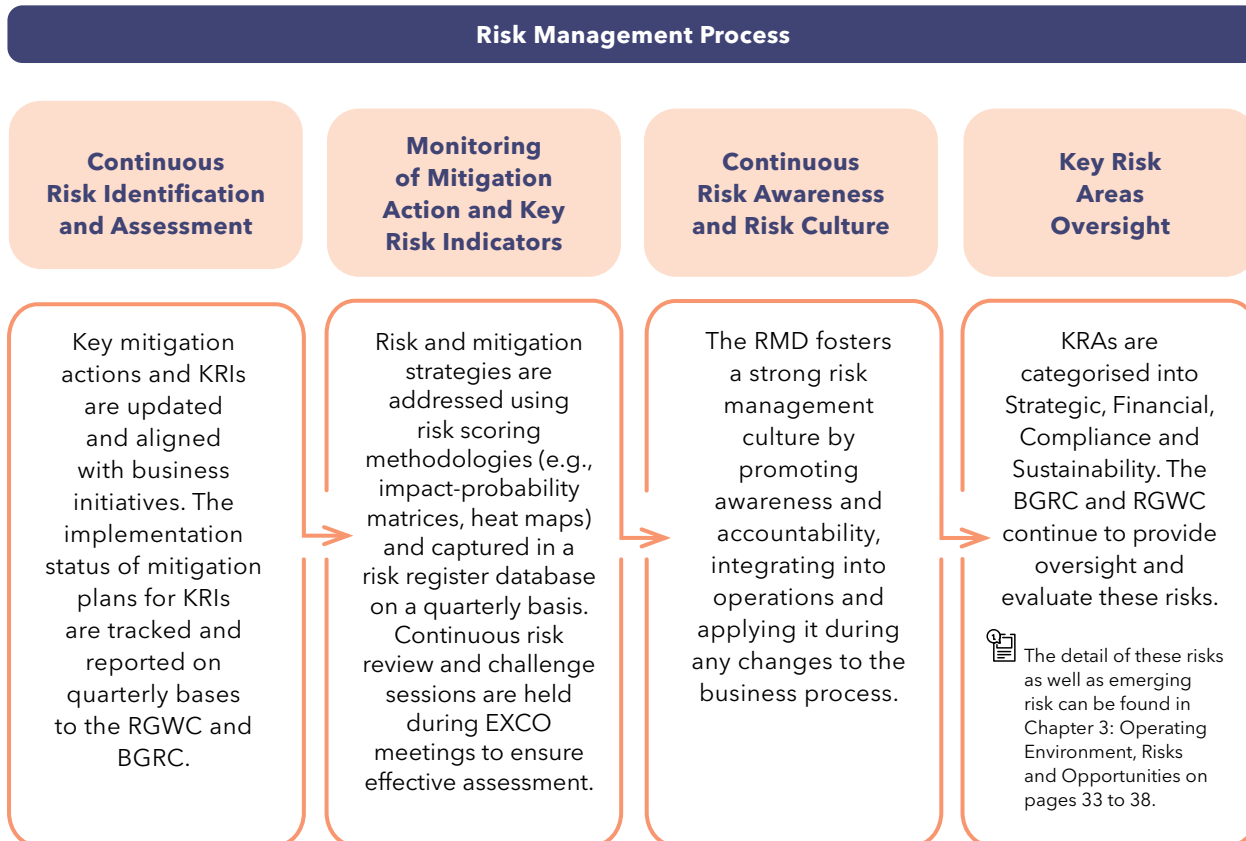 Risk Management Process
Continuous
Risk Identification
and Assessment
Monitoring
of Mitigation
Action and Key
Risk Indicators
Continuous
Risk Awareness
and Risk Culture
Key Risk
Areas
Oversight
Key mitigation
actions and KRIs
are updated
and aligned
with business
initiatives. The
implementation
status of mitigation
plans for KRIs
are tracked and
reported on
quarterly bases
to the RGWC and
BGRC.
Risk and mitigation
strategies are
addressed using
risk scoring
methodologies (e.g.,
impact-probability
matrices, heat maps)
and captured in a
risk register database
on a quarterly basis.
Continuous risk
review and challenge
sessions are held
during EXCO
meetings to ensure
effective assessment.
The RMD fosters
a strong risk
management
culture by
promoting
awareness and
accountability,
integrating into
operations and
applying it during
any changes to the
business process.
KRAs are
categorised into
Strategic, Financial,
Compliance and
Sustainability. The
BGRC and RGWC
continue to provide
oversight and
evaluate these risks.
The detail of these risks
as well as emerging
risk can be found in
Chapter 3: Operating
Environment, Risks
and Opportunities on
pages 33 to 38.